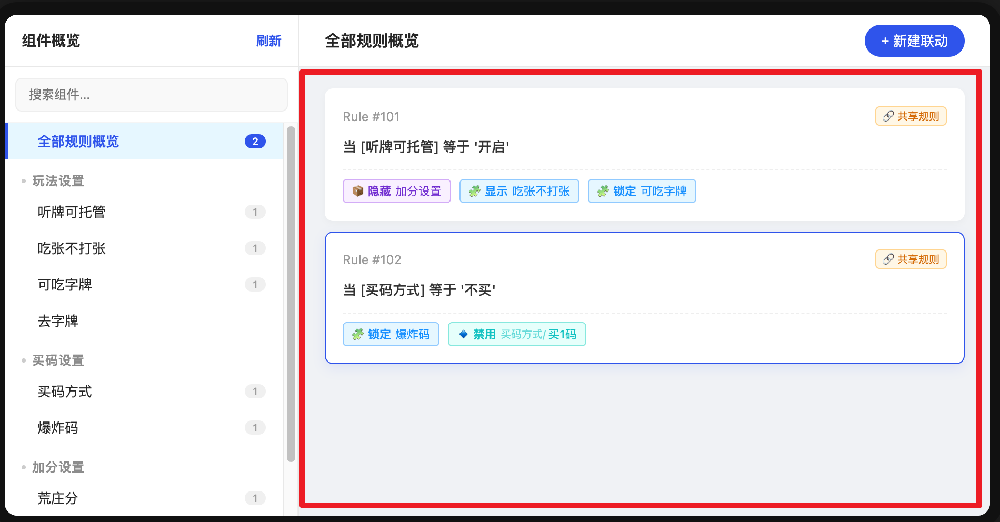 组件概览
刷新
搜索组件...
全部规则概览 2
玩法设置
听牌可托管 1
吃张不打张 1
可吃字牌 1
去字牌
买码设置
买码方式 1
爆炸码 1
加分设置
荒庄分 1
全部规则概览
+ 新建联动
Rule #101
共享规则
当 [听牌可托管] 等于 '开启'
隐藏 加分设置
显示 吃张不打张
锁定 可吃字牌
Rule #102
共享规则
当 [买码方式] 等于 '不买'
锁定 爆炸码
禁用 买码方式/ 买1码